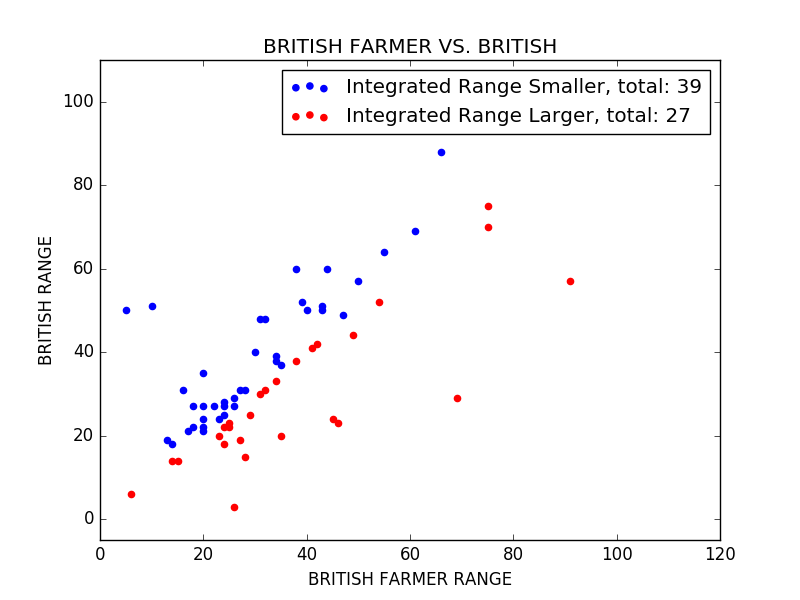 BRITISH FARMER VS. BRITISH
Integrated Range Smaller, total: 39
Integrated Range Larger, total: 27
100
80
60
40
20
0
BRITISH RANGE
0 20 40 60 80 100 120
BRITISH FARMER RANGE